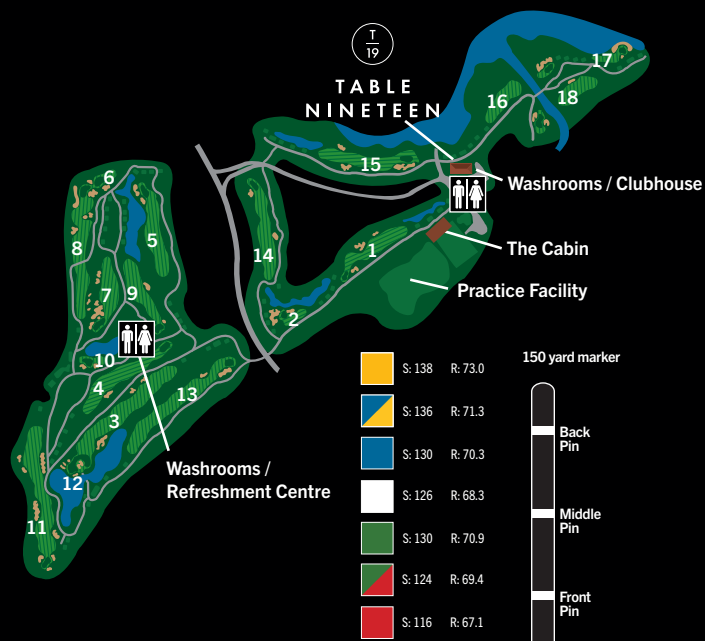 T
19
TABLE
NINETEEN
17
16
18
15
Washrooms / Clubhouse
6
5
8
14
1
The Cabin
7
9
2
Practice Facility
10
4
13
3
12
11
Washrooms /
Refreshment Centre
S: 138 R: 73.0
S: 136 R: 71.3
S: 130 R: 70.3
S: 126 R: 68.3
S: 130 R: 70.9
S: 124 R: 69.4
S: 116 R: 67.1
150 yard marker
Back
Pin
Middle
Pin
Front
Pin